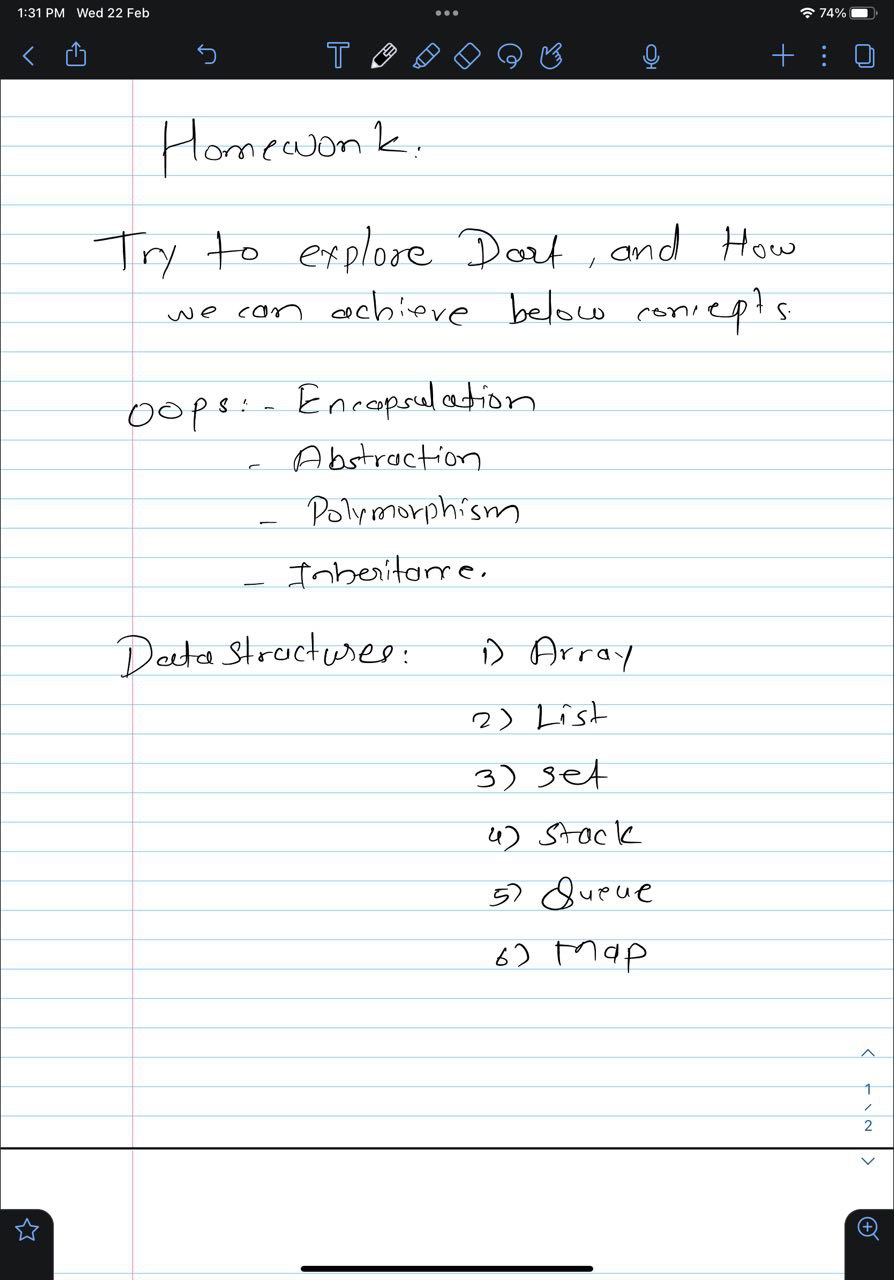 1:31 PM Wed 22 Feb
74%
Homework.
Try to explore Dart, and How
we can achieve below concepts.
OOPS: - Encapsulation
- Abstraction
- Polymorphism
- Inheritance.
Data Structures: 1) Array
2) List
3) Set
4) Stack
5) Queue
6) Map
1
/
2